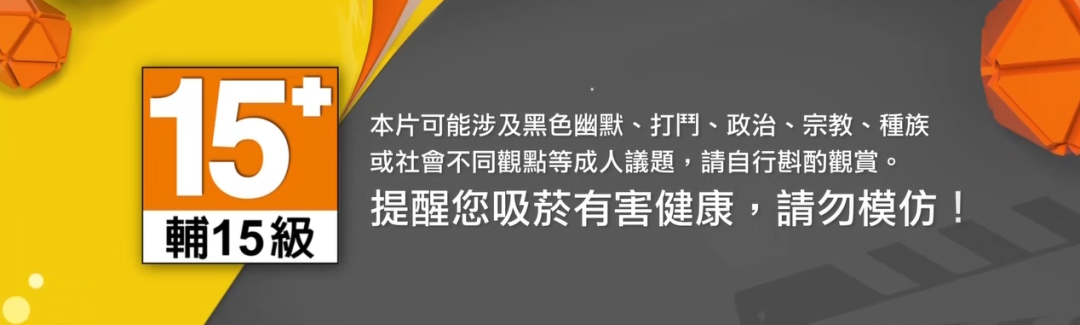 15+
輔15級
本片可能涉及黑色幽默、打鬥、政治、宗教、種族
或社會不同觀點等成人議題，請自行斟酌觀賞。
提醒您吸菸有害健康，請勿模仿！